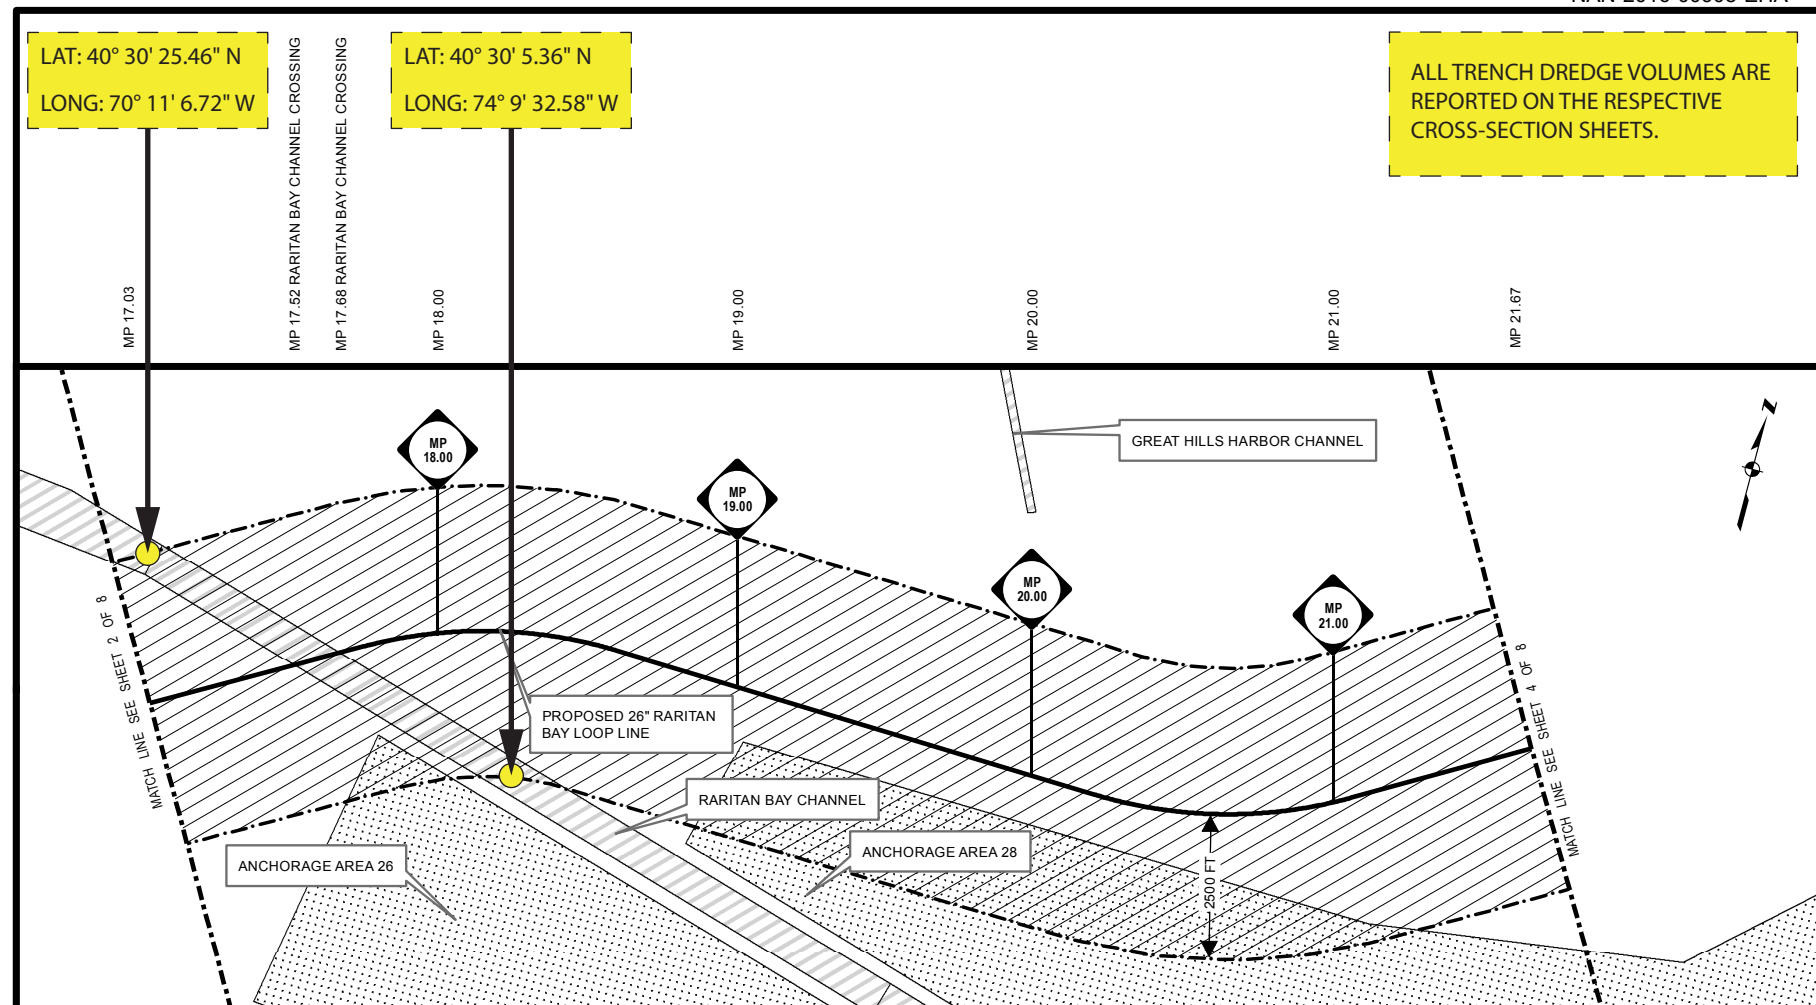 LAT: 40° 30' 25.46" N
LONG: 70° 11' 6.72" W
MP 17.52 RARITAN BAY CHANNEL CROSSING
MP 17.68 RARITAN BAY CHANNEL CROSSING
LAT: 40° 30' 5.36" N
LONG: 74° 9' 32.58" W
ALL TRENCH DREDGE VOLUMES ARE
REPORTED ON THE RESPECTIVE
CROSS-SECTION SHEETS.
MP 17.03
MP 18.00
MP 19.00
MP 20.00
MP 21.00
MP 21.67
N
MP
18.00
MP
19.00
GREAT HILLS HARBOR CHANNEL
MP
20.00
MP
21.00
MATCH LINE SEE SHEET 2 OF 8
MATCH LINE SEE SHEET 4 OF 8
PROPOSED 26" RARITAN
BAY LOOP LINE
RARITAN BAY CHANNEL
ANCHORAGE AREA 28
ANCHORAGE AREA 26
2500 FT